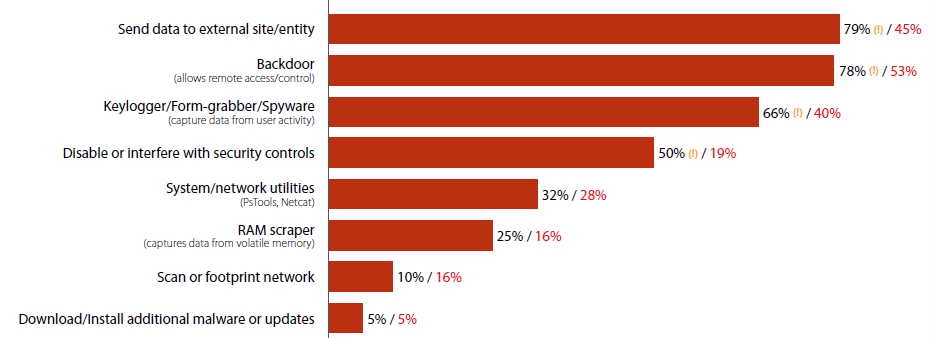 Send data to external site/entity
79% (!) / 45%
Backdoor
(allows remote access/control)
78% (!) / 53%
Keylogger/Form-grabber/Spyware
(capture data from user activity)
66% (!) / 40%
Disable or interfere with security controls
50% (!) / 19%
System/network utilities
(PsTools, Netcat)
32% / 28%
RAM scraper
(captures data from volatile memory)
25% / 16%
Scan or footprint network
10% / 16%
Download/Install additional malware or updates
5% / 5%